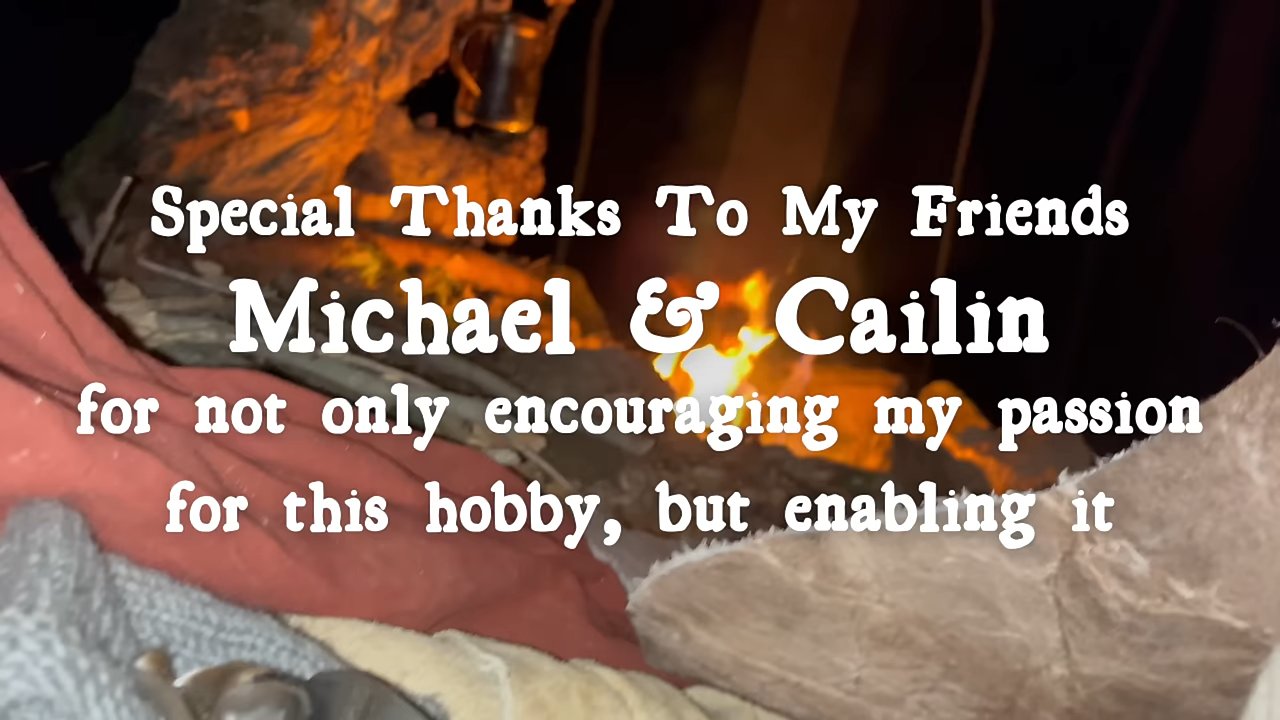 Special Thanks To My Friends
Michael & Cailin
for not only encouraging my passion
for this hobby, but enabling it